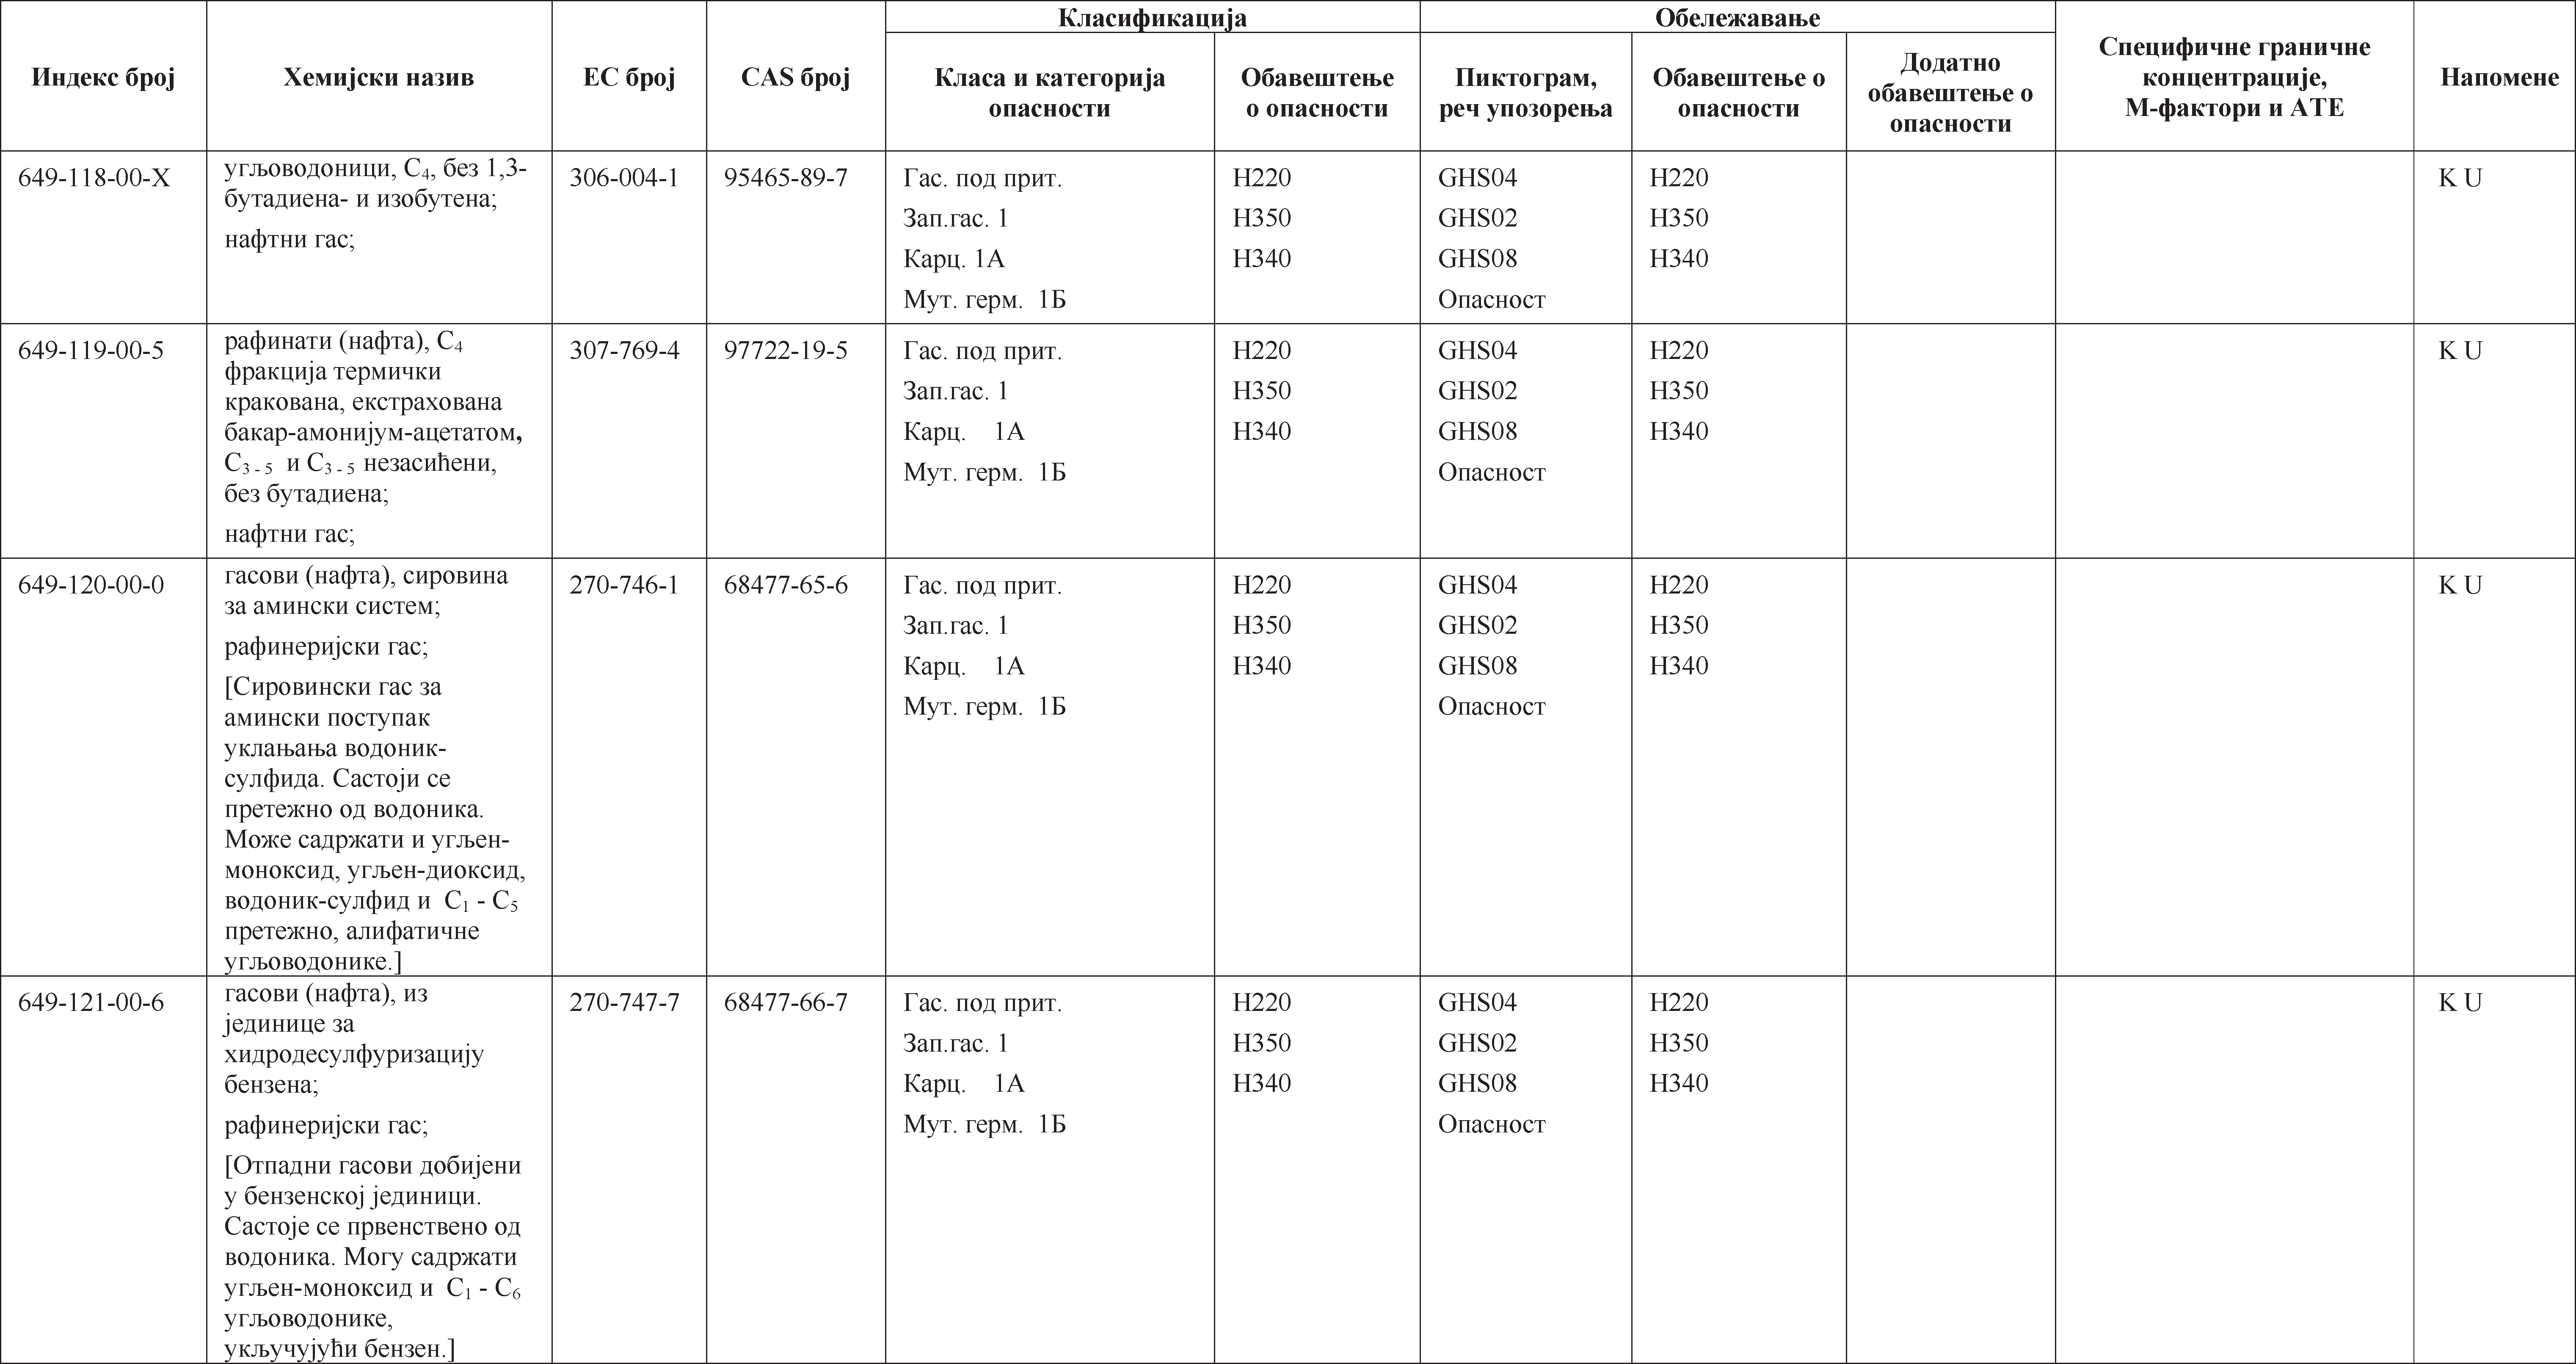 Класификација
Обележавање
Индекс број
Хемијски назив
ЕС број
CAS број
Класа и категорија
опасности
Обавештење
о опасности
Пиктограм,
реч упозорења
Обавештење о
опасности
Додатно
обавештење о
опасности
Специфичне граничне
концентрације,
М-фактори и АТЕ
Напомене
649-118-00-X
угљоводоници, C₄, без 1,3-
бутадиена- и изобутена;
нафтни гас;
306-004-1
95465-89-7
Гас. под прит.
Зап.гас. 1
Карц. 1А
Мут. герм.  1Б
H220
H350
H340
GHS04
GHS02
GHS08
Опасност
H220
H350
H340
K U
649-119-00-5
рафинати (нафта), C₄
фракција термички
кракована, екстрахована
бакар-амонијум-ацетатом,
C₃ ₋ ₅  и C₃ ₋ ₅ незасићени,
без бутадиена;
нафтни гас;
307-769-4
97722-19-5
Гас. под прит.
Зап.гас. 1
Карц.    1А
Мут. герм.  1Б
H220
H350
H340
GHS04
GHS02
GHS08
Опасност
H220
H350
H340
K U
649-120-00-0
гасови (нафта), сировина
за амински систем;
рафинеријски гас;
[Сировински гас за
амински поступак
уклањања водоник-
сулфида. Састоји се
претежно од водоника.
Може садржати и угљен-
моноксид, угљен-диоксид,
водоник-сулфид и  C₁ - C₅
претежно, алифатичне
угљоводонике.]
270-746-1
68477-65-6
Гас. под прит.
Зап.гас. 1
Карц.    1А
Мут. герм.  1Б
H220
H350
H340
GHS04
GHS02
GHS08
Опасност
H220
H350
H340
K U
649-121-00-6
гасови (нафта), из
јединице за
хидродесулфуризацију
бензена;
рафинеријски гас;
[Отпадни гасови добијени
у бензенској јединици.
Састоје се првенствено од
водоника. Могу садржати
угљен-моноксид и  C₁ - C₆
угљоводонике,
укључујући бензен.]
270-747-7
68477-66-7
Гас. под прит.
Зап.гас. 1
Карц.    1А
Мут. герм.  1Б
H220
H350
H340
GHS04
GHS02
GHS08
Опасност
H220
H350
H340
K U